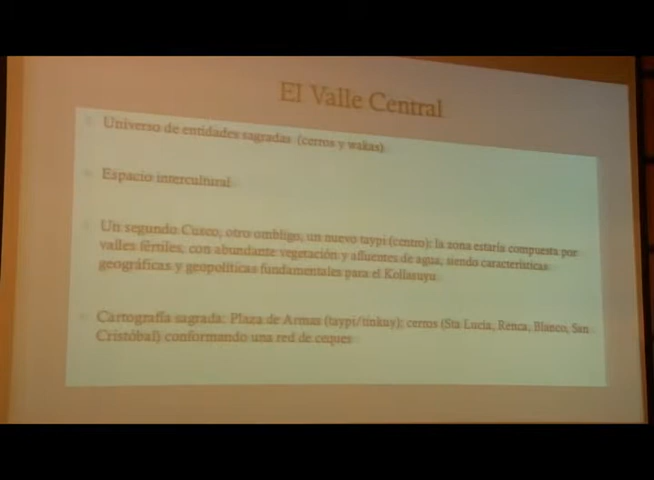 El Valle Central
Universo de entidades sagradas (cerros y wakas)
Espacio intercultural
Un segundo Cusco, otro ombligo, un nuevo taypi (centro): la zona estaría compuesta por
valles fértiles, con abundante vegetación y afluentes de agua, siendo características
geográficas y geopolíticas fundamentales para el Kollasuyu
Cartografía sagrada: Plaza de Armas (taypi/tinkuy); cerros (Sta Lucía, Renca, Blanco, San
Cristóbal) conformando una red de ceques